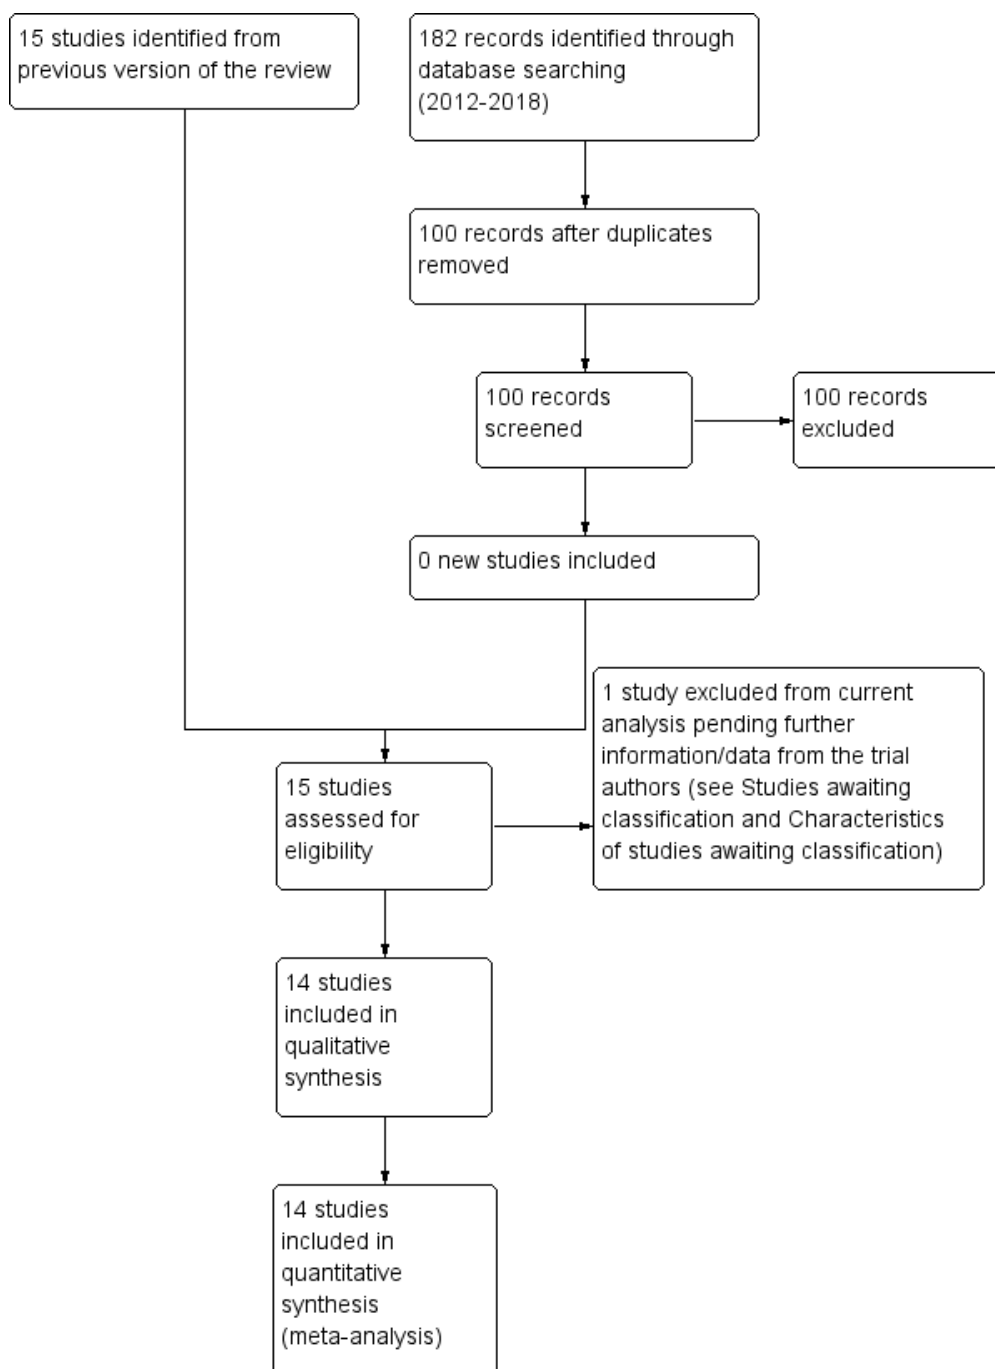 15 studies identified from
previous version of the review
182 records identified through
database searching
(2012-2018)
100 records after duplicates
removed
100 records
screened
100 records
excluded
0 new studies included
1 study excluded from current
analysis pending further
information/data from the trial
authors (see Studies awaiting
classification and Characteristics
of studies awaiting classification)
15 studies
assessed for
eligibility
14 studies
included in
qualitative
synthesis
14 studies
included in
quantitative
synthesis
(meta-analysis)